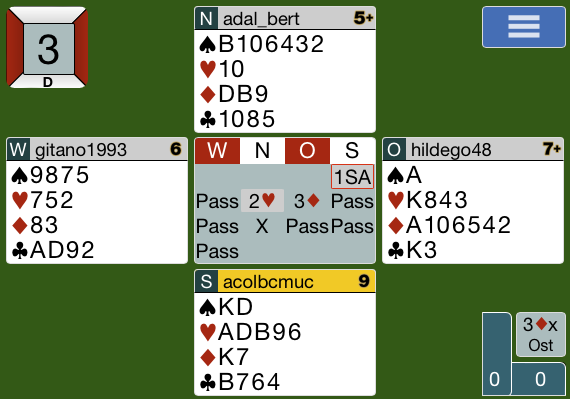 3
D
N adal_bert 5+
♠B106432
♥10
♦DB9
♣1085
W gitano1993 6
♠9875
♥752
♦83
♣AD92
W N O S
1SA
Pass 2♥ 3♦ Pass
Pass X Pass Pass
Pass
O hildego48 7+
♠A
♥K843
♦A106542
♣K3
S acolbcmuc 9
♠KD
♥ADB96
♦K7
♣B764
3♦x
Ost
0 0